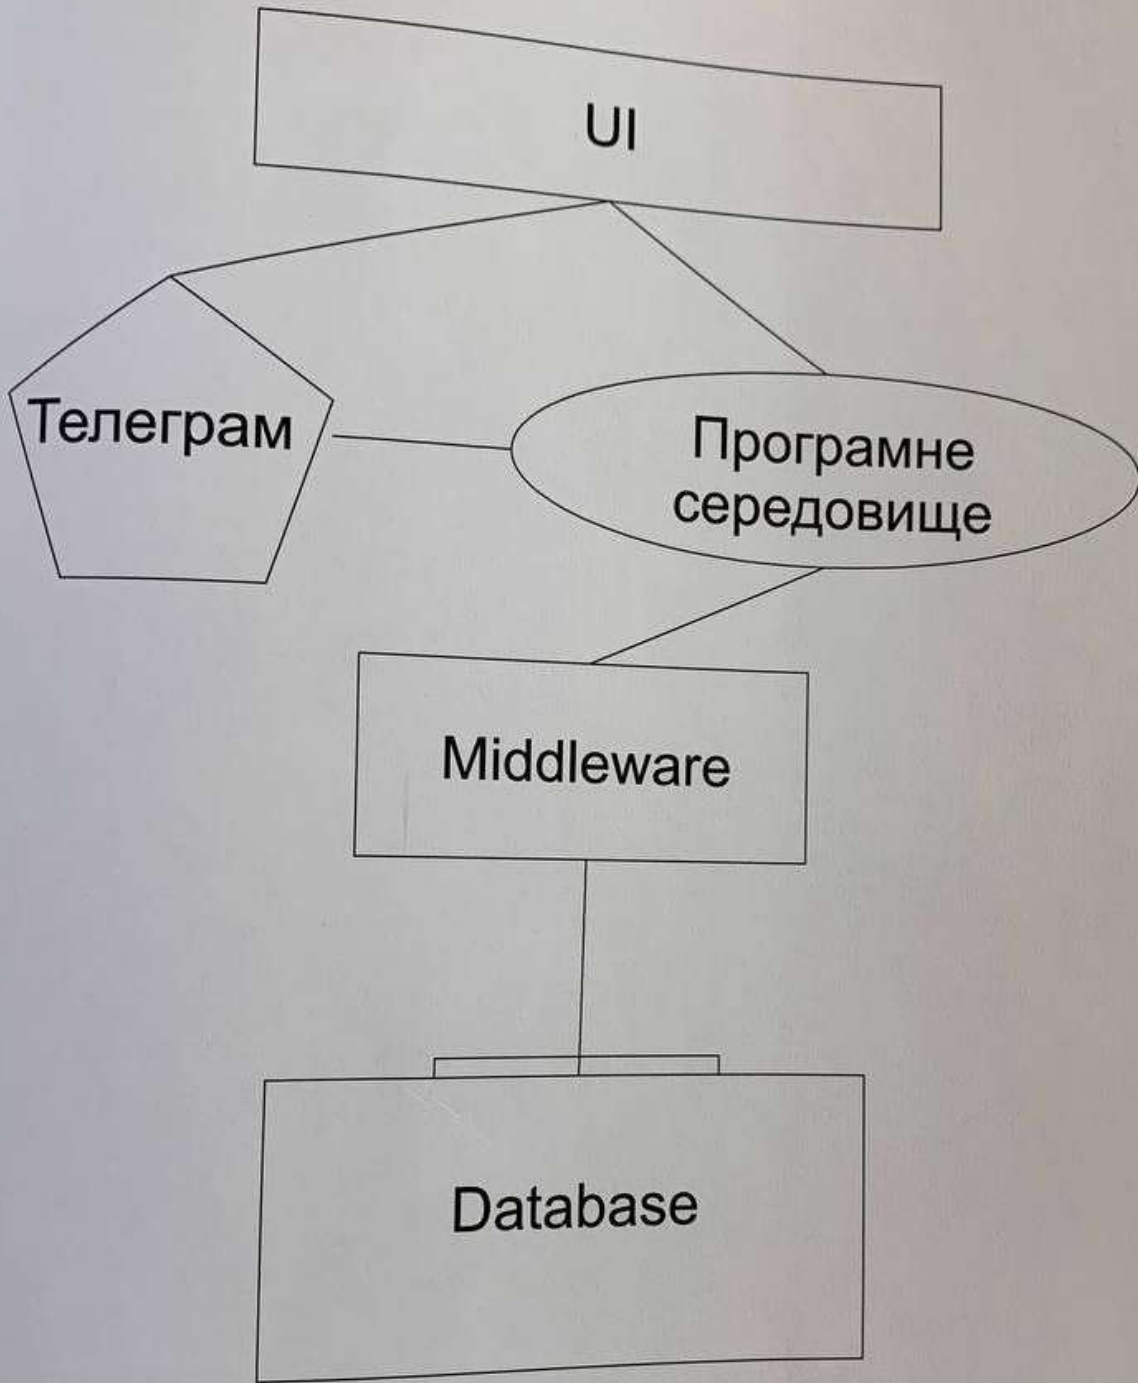 UI
Телеграм
Програмне
середовище
Middleware
Database